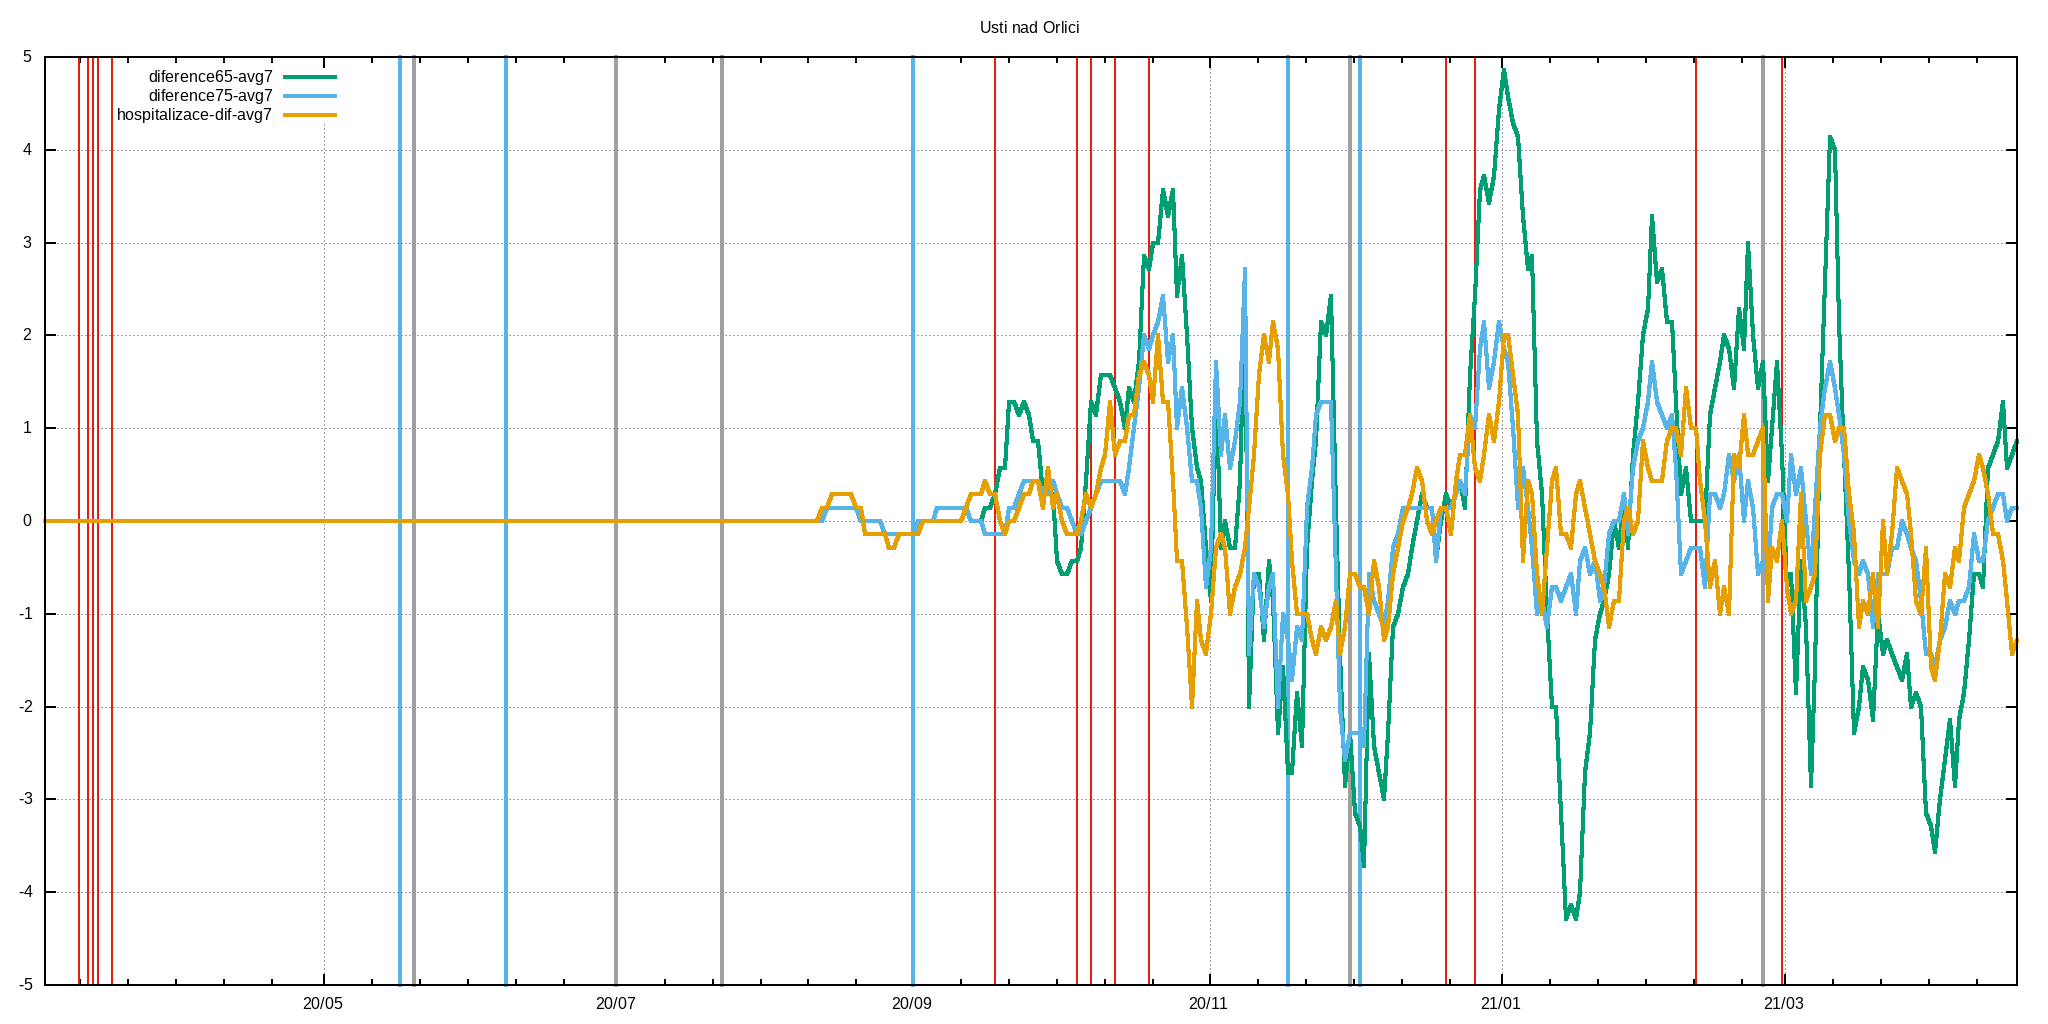 Usti nad Orlici
diference65-avg7
diference75-avg7
hospitalizace-dif-avg7
5
4
3
2
1
0
-1
-2
-3
-4
-5
20/05 20/07 20/09 20/11 21/01 21/03